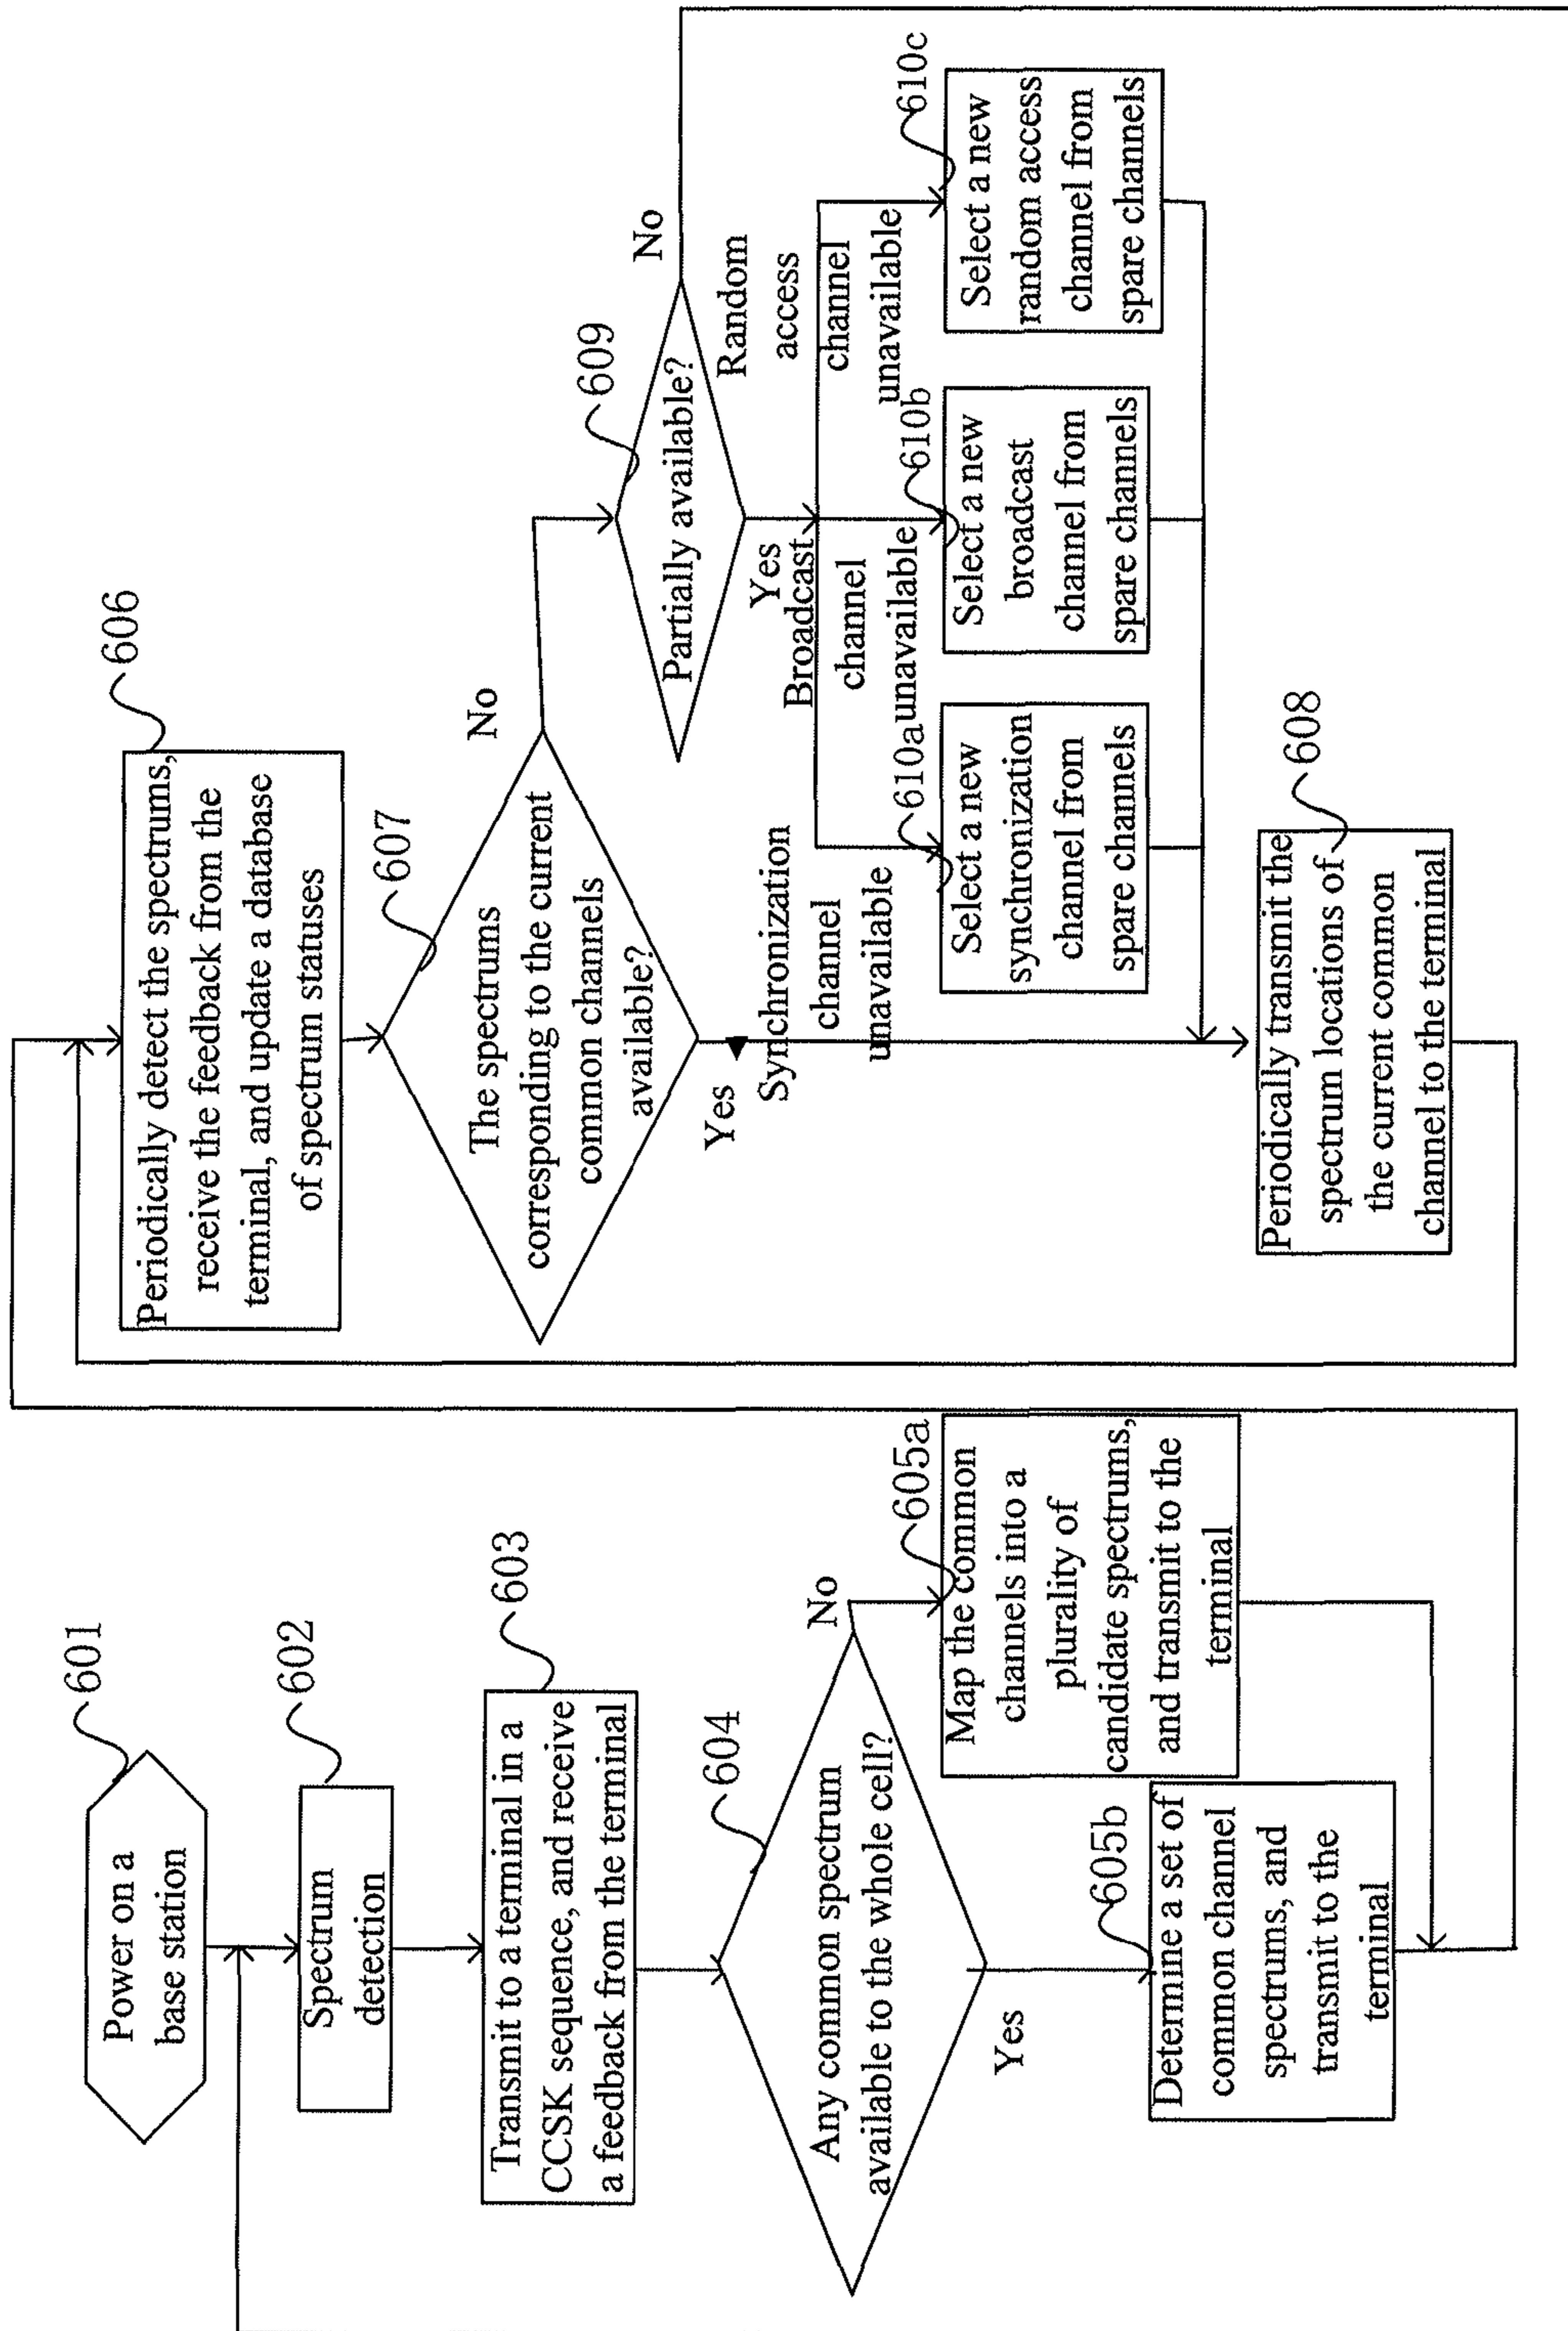 601
Power on a
base station
602
Spectrum
detection
603
Transmit to a terminal in a
CCSK sequence, and receive
a feedback from the terminal
604
Any common spectrum
available to the whole cell?
No
Yes
605a
Map the common
channels into a
plurality of
candidate spectrums,
and transmit to the
terminal
605b
Determine a set of
common channel
spectrums, and
transmit to the
terminal
606
Periodically detect the spectrums,
receive the feedback from the
terminal, and update a database
of spectrum statuses
607
The spectrums
corresponding to the current
common channels
available?
No
Yes
609
Partially available?
No
Yes
Synchronization
channel
unavailable
Broadcast
channel
unavailable
Random
access
channel
unavailable
610a
Select a new
synchronization
channel from
spare channels
610b
Select a new
broadcast
channel from
spare channels
610c
Select a new
random access
channel from
spare channels
608
Periodically transmit the
spectrum locations of
the current common
channel to the terminal